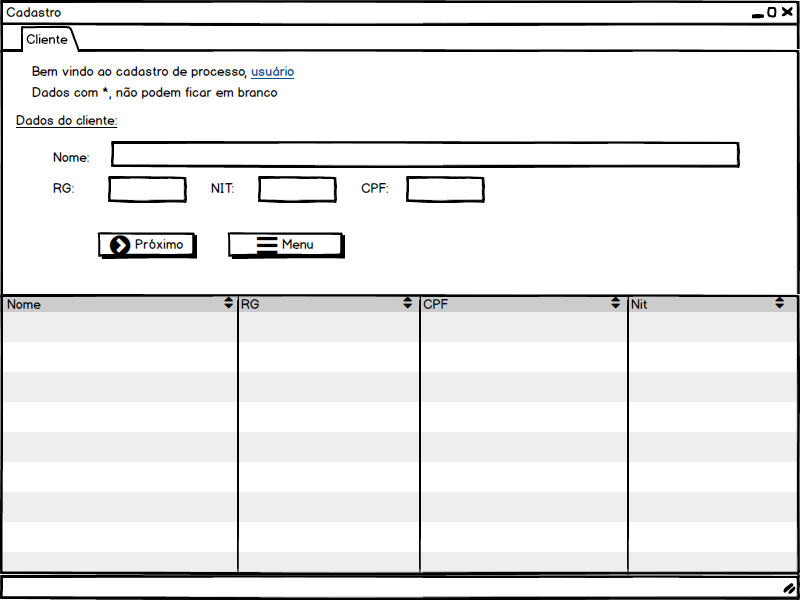 Cadastro
Cliente
Bem vindo ao cadastro de processo, usuário
Dados com *, não podem ficar em branco
Dados do cliente:
Nome:
RG: NIT: CPF:
Próximo Menu
Nome RG CPF Nit